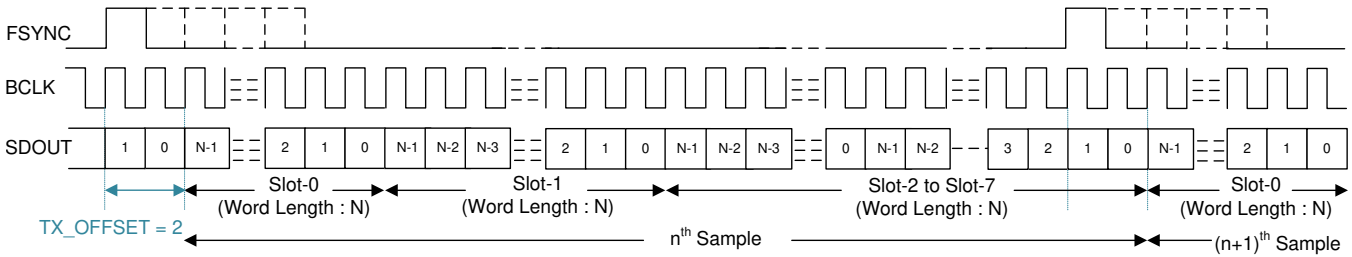 FSYNC
BCLK
SDOUT 1 0 N-1 2 1 0 N-1 N-2 N-3 2 1 0 N-1 N-2 N-3 0 N-1 N-2 3 2 1 0 N-1 2 1 0
Slot-0 Slot-1 Slot-2 to Slot-7 Slot-0
(Word Length : N) (Word Length : N) (Word Length : N) (Word Length : N)
TX_OFFSET = 2
nth Sample (n+1)th Sample